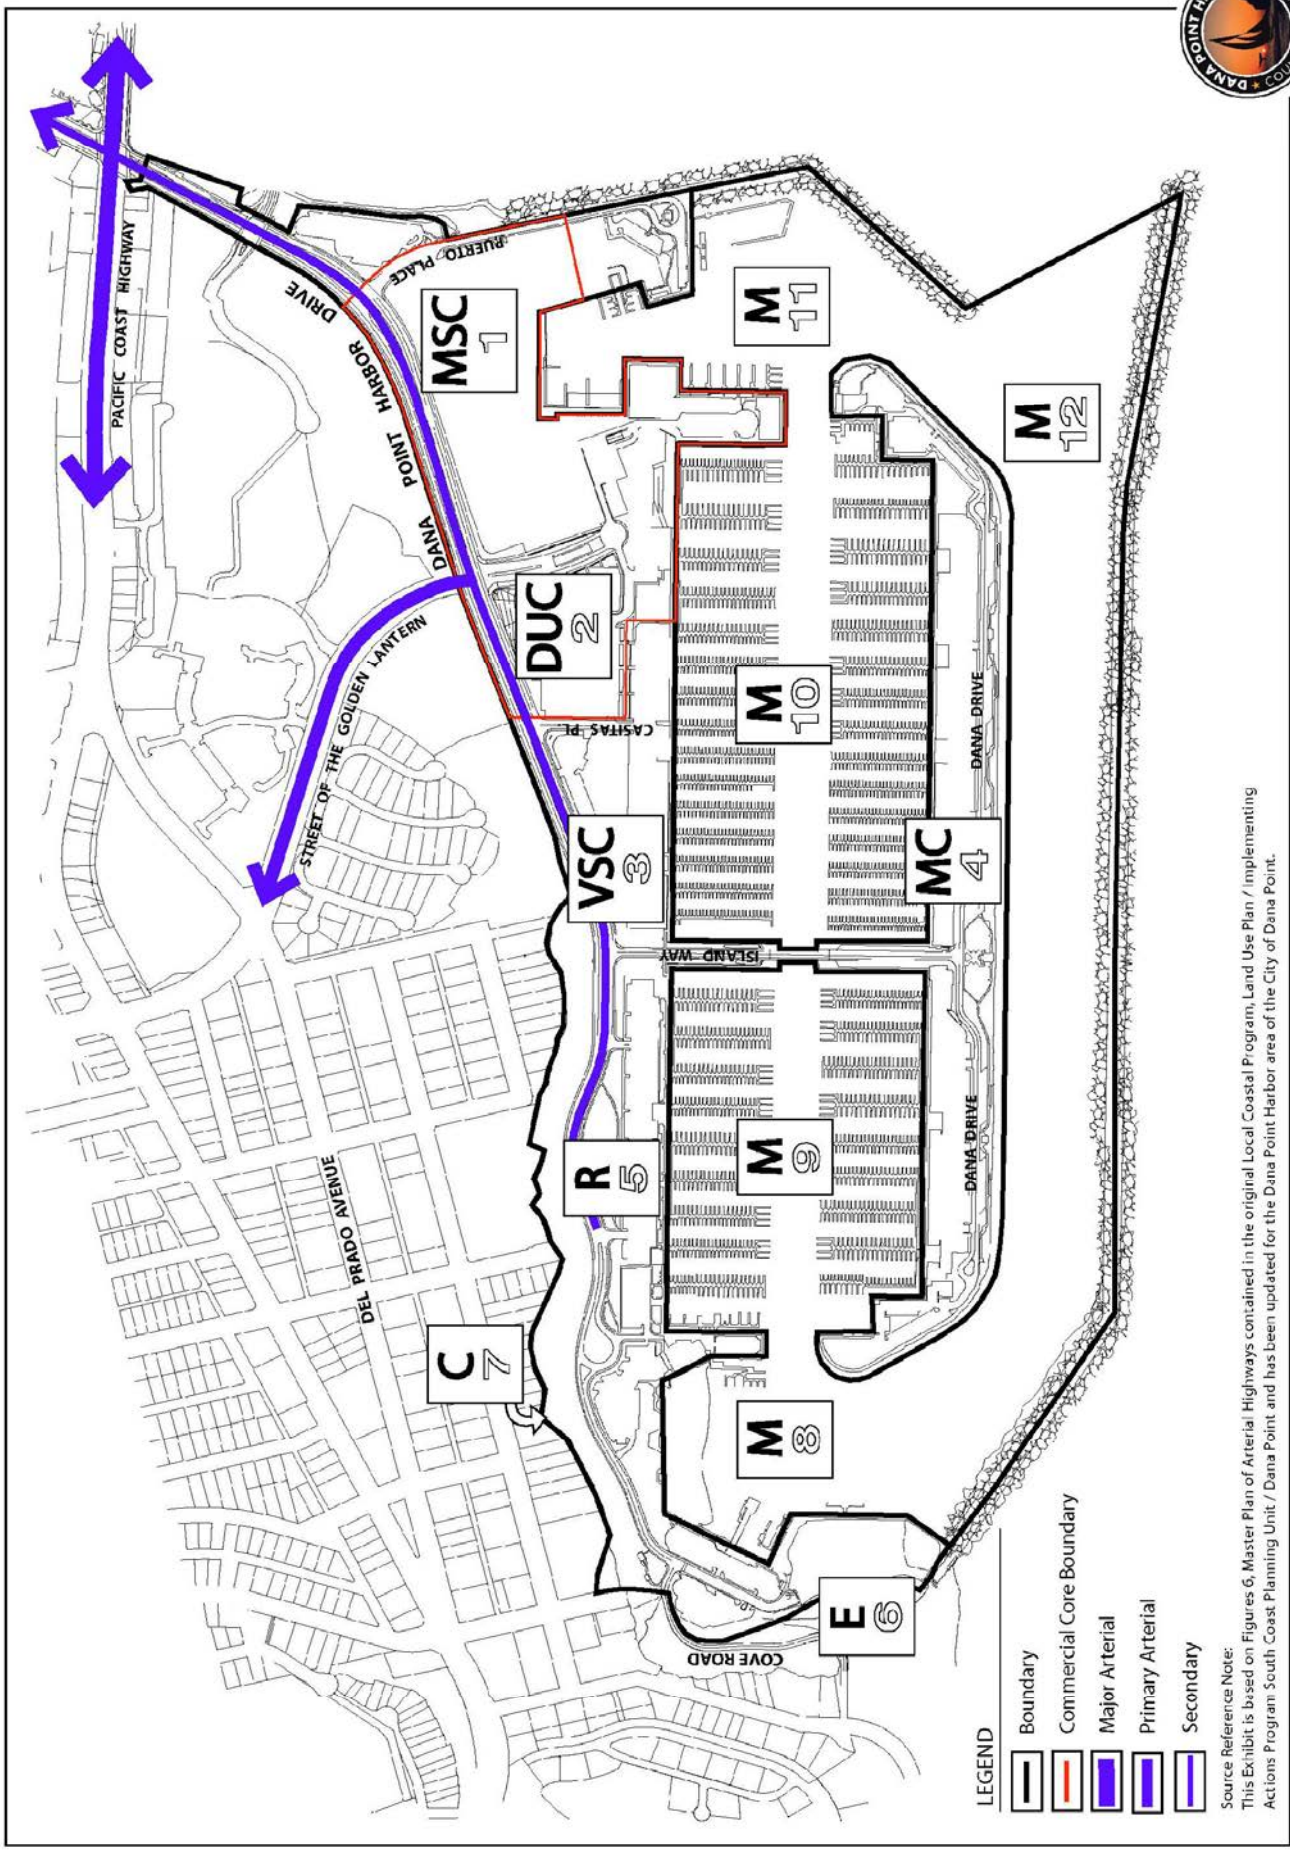 PACIFIC COAST HIGHWAY
DANA POINT HARBOR DRIVE
PUERTO PLACE
STREET OF THE GOLDEN LANTERN
DEL PRADO AVENUE
CASITAS PL.
ISLAND WAY
DANA DRIVE
DANA DRIVE
COVE ROAD
MSC
1
DUC
2
VSC
3
MC
4
R
5
E
6
C
7
M
8
M
9
M
10
M
11
M
12
LEGEND
Boundary
Commercial Core Boundary
Major Arterial
Primary Arterial
Secondary
Source Reference Note:
This Exhibit is based on Figures 6, Master Plan of Arterial Highways contained in the original Local Coastal Program, Land Use Plan / Implementing
Actions Program South Coast Planning Unit / Dana Point and has been updated for the Dana Point Harbor area of the City of Dana Point.
DANA POINT